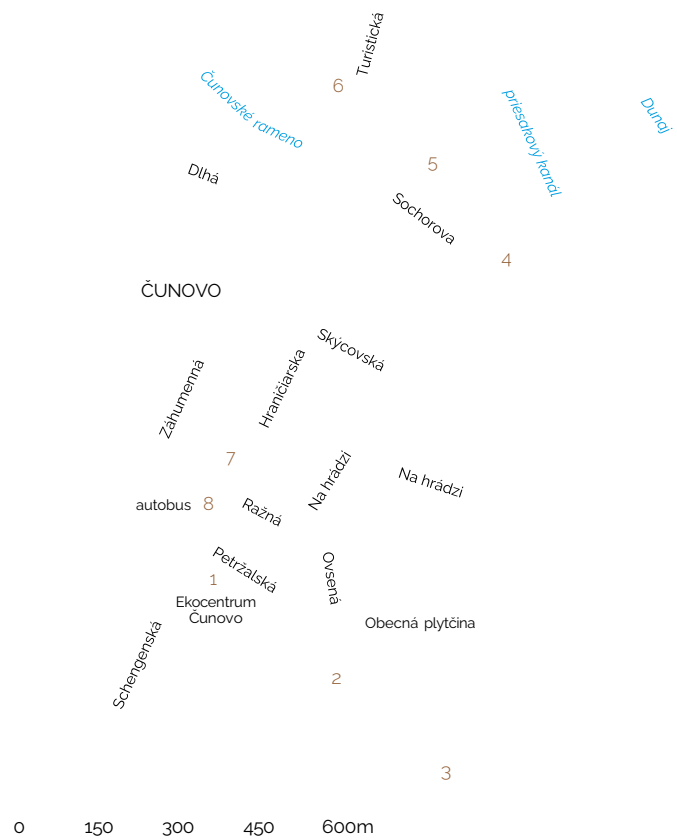 Turistická
6
Čunovské rameno
priesakový kanál
Dunaj
5
Dlhá
Sochorova
4
ČUNOVO
Skýcovská
Hraničiarska
Záhumenná
7
Na hrádzi
Na hrádzi
autobus
8
Ražná
Petržalská
Ovsená
1
Ekocentrum
Čunovo
Obecná plytčina
Schengenská
2
3
0 150 300 450 600m